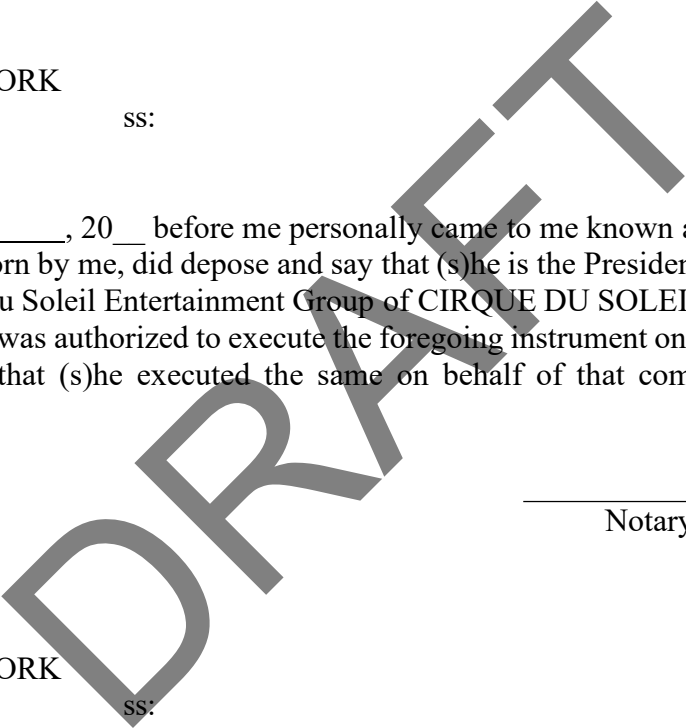 ORK
ss:
_____, 20__ before me personally came to me known a
orn by me, did depose and say that (s)he is the Presiden
u Soleil Entertainment Group of CIRQUE DU SOLEI
was authorized to execute the foregoing instrument on
that (s)he executed the same on behalf of that com
Notary
ORK
ss:
DRAFT